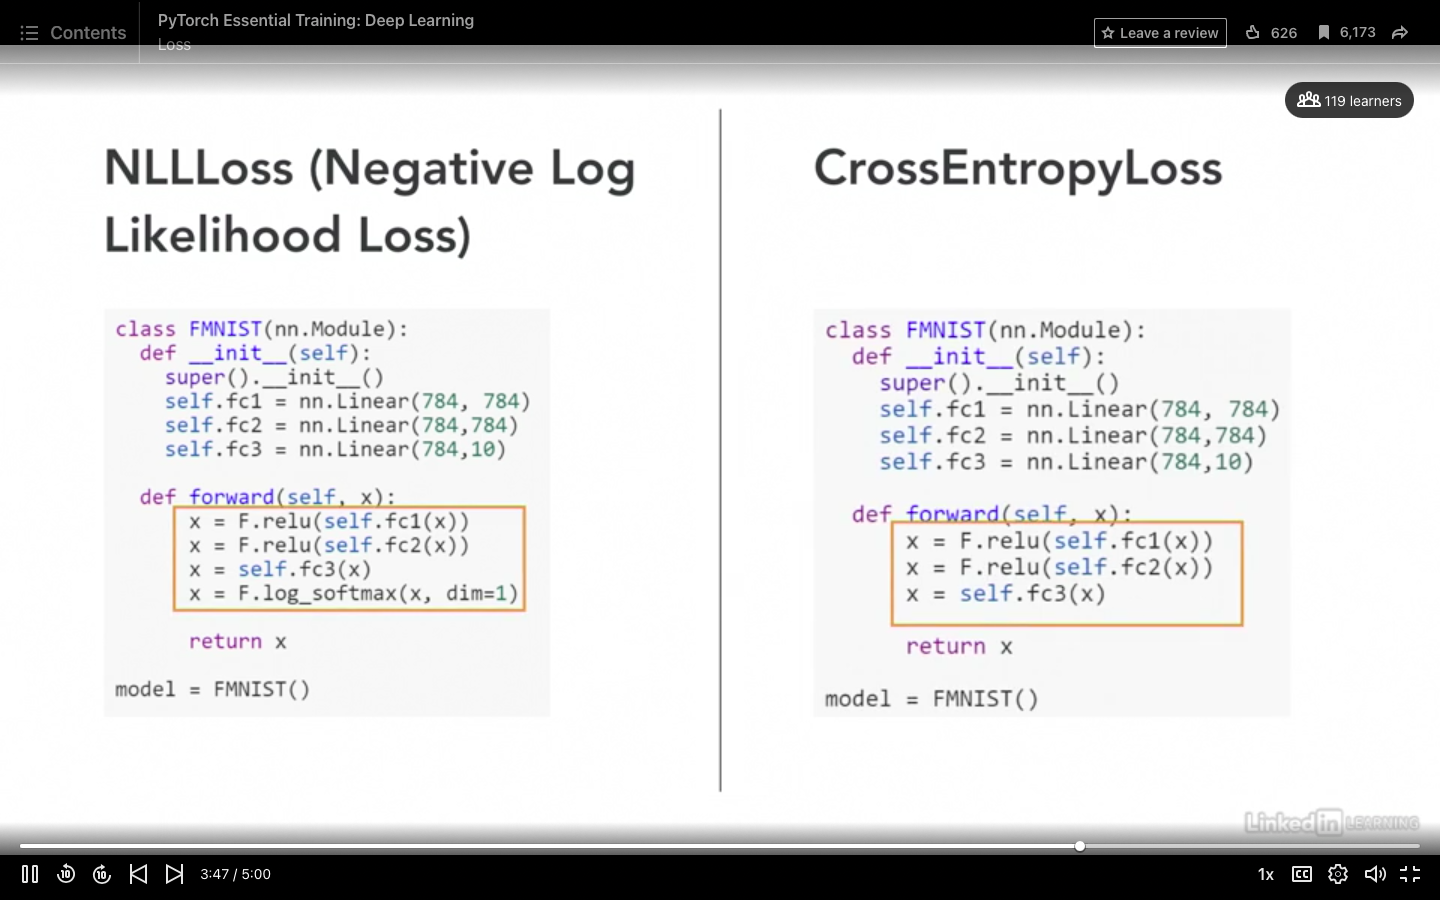 Contents
PyTorch Essential Training: Deep Learning
Loss
Leave a review
626
6,173
119 learners
NLLLoss (Negative Log
Likelihood Loss)
class FMNIST(nn.Module):
def __init__(self):
super().__init__()
self.fc1 = nn.Linear(784, 784)
self.fc2 = nn.Linear(784,784)
self.fc3 = nn.Linear(784,10)
def forward(self, x):
x = F.relu(self.fc1(x))
x = F.relu(self.fc2(x))
x = self.fc3(x)
x = F.log_softmax(x, dim=1)
return x
model = FMNIST()
CrossEntropyLoss
class FMNIST(nn.Module):
def __init__(self):
super().__init__()
self.fc1 = nn.Linear(784, 784)
self.fc2 = nn.Linear(784,784)
self.fc3 = nn.Linear(784,10)
def forward(self, x):
x = F.relu(self.fc1(x))
x = F.relu(self.fc2(x))
x = self.fc3(x)
return x
model = FMNIST()
Linked in LEARNING
10
10
3:47 / 5:00
1x
CC